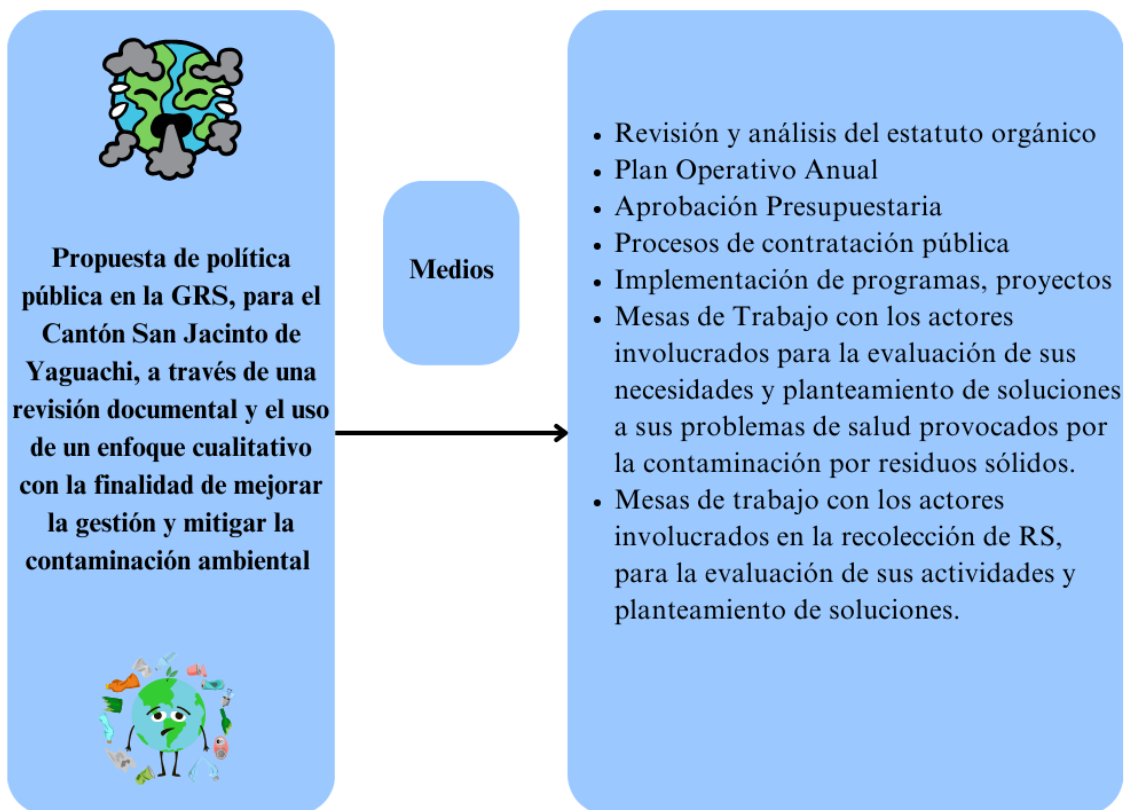 Propuesta de política
pública en la GRS, para el
Cantón San Jacinto de
Yaguachi, a través de una
revisión documental y el uso
de un enfoque cualitativo
con la finalidad de mejorar
la gestión y mitigar la
contaminación ambiental
Medios
• Revisión y análisis del estatuto orgánico
• Plan Operativo Anual
• Aprobación Presupuestaria
• Procesos de contratación pública
• Implementación de programas, proyectos
• Mesas de Trabajo con los actores
involucrados para la evaluación de sus
necesidades y planteamiento de soluciones
a sus problemas de salud provocados por
la contaminación por residuos sólidos.
• Mesas de trabajo con los actores
involucrados en la recolección de RS,
para la evaluación de sus actividades y
planteamiento de soluciones.